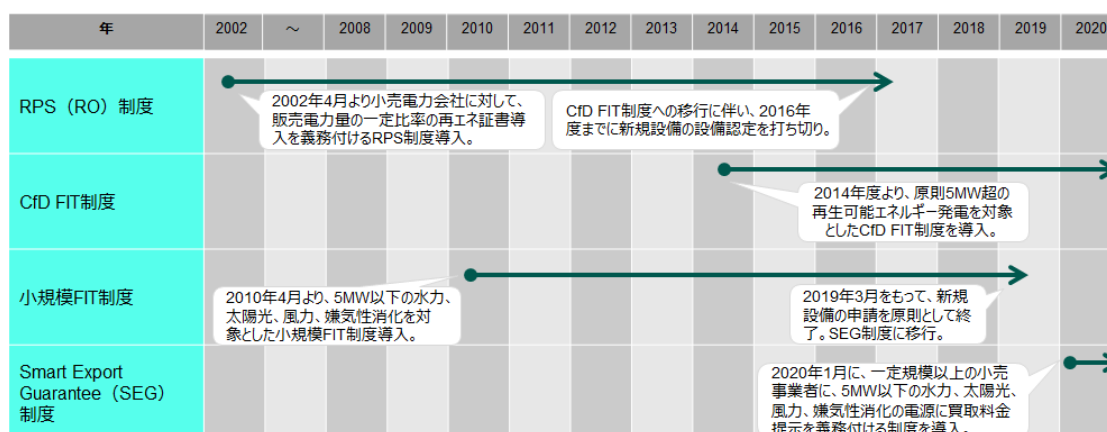 年 2002 ～ 2008 2009 2010 2011 2012 2013 2014 2015 2016 2017 2018 2019 2020
RPS（RO）制度
2002年4月より小売電力会社に対して、
販売電力量の一定比率の再エネ証書導
入を義務付けるRPS制度導入。
CfD FIT制度への移行に伴い、2016年
度までに新規設備の設備認定を打ち切り。
CfD FIT制度
2014年度より、原則5MW超の
再生可能エネルギー発電を対象
としたCfD FIT制度を導入。
小規模FIT制度
2010年4月より、5MW以下の水力、
太陽光、風力、嫌気性消化を対
象とした小規模FIT制度導入。
2019年3月をもって、新規
設備の申請を原則として終
了。SEG制度に移行。
Smart Export
Guarantee（SEG）
制度
2020年1月に、一定規模以上の小売
事業者に、5MW以下の水力、太陽光、
風力、嫌気性消化の電源に買取料金
提示を義務付ける制度を導入。